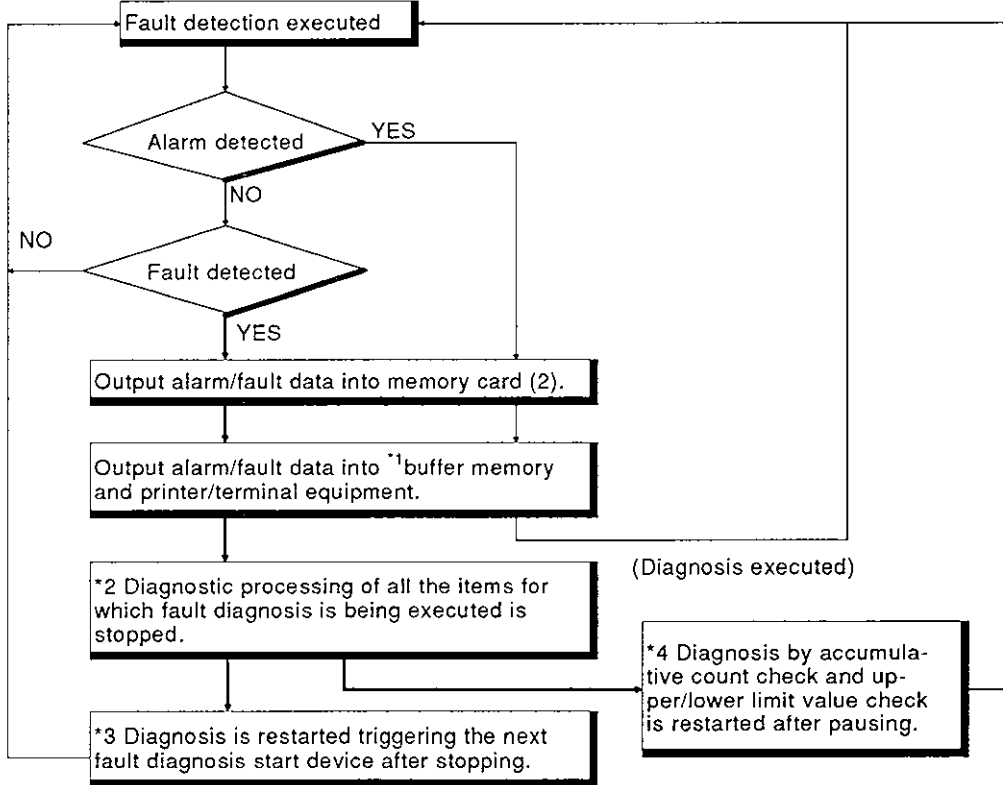 Fault detection executed
Alarm detected
YES
NO
NO
Fault detected
YES
Output alarm/fault data into memory card (2).
Output alarm/fault data into *1 buffer memory
and printer/terminal equipment.
(Diagnosis executed)
*2 Diagnostic processing of all the items for
which fault diagnosis is being executed is
stopped.
*4 Diagnosis by accumula-
tive count check and up-
per/lower limit value check
is restarted after pausing.
*3 Diagnosis is restarted triggering the next
fault diagnosis start device after stopping.